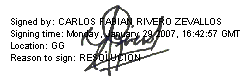 Signed by: CARLOS FABIAN RIVERO ZEVALLOS
Signing time: Monday, January 29 2007, 16:42:57 GMT
Location: GG
Reason to sign: RESOLUCION